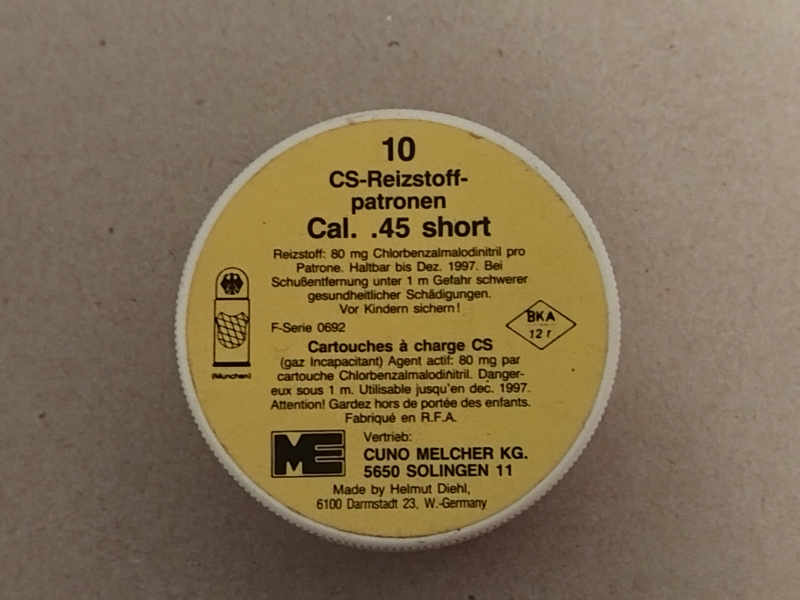 10
CS-Reizstoff-
patronen
Cal. .45 short
Reizstoff: 80 mg Chlorbenzalmalodinitril pro
Patrone. Haltbar bis Dez. 1997. Bei
Schußentfernung unter 1 m Gefahr schwerer
gesundheitlicher Schädigungen.
Vor Kindern sichern!
(München)
F-Serie 0692
BKA
12 r
Cartouches à charge CS
(gaz Incapacitant) Agent actif: 80 mg par
cartouche Chlorbenzalmalodinitril. Danger-
eux sous 1 m. Utilisable jusqu'en dec. 1997.
Attention! Gardez hors de portée des enfants.
Fabriqué en R.F.A.
ME
Vertrieb:
CUNO MELCHER KG.
5650 SOLINGEN 11
Made by Helmut Diehl,
6100 Darmstadt 23, W.-Germany